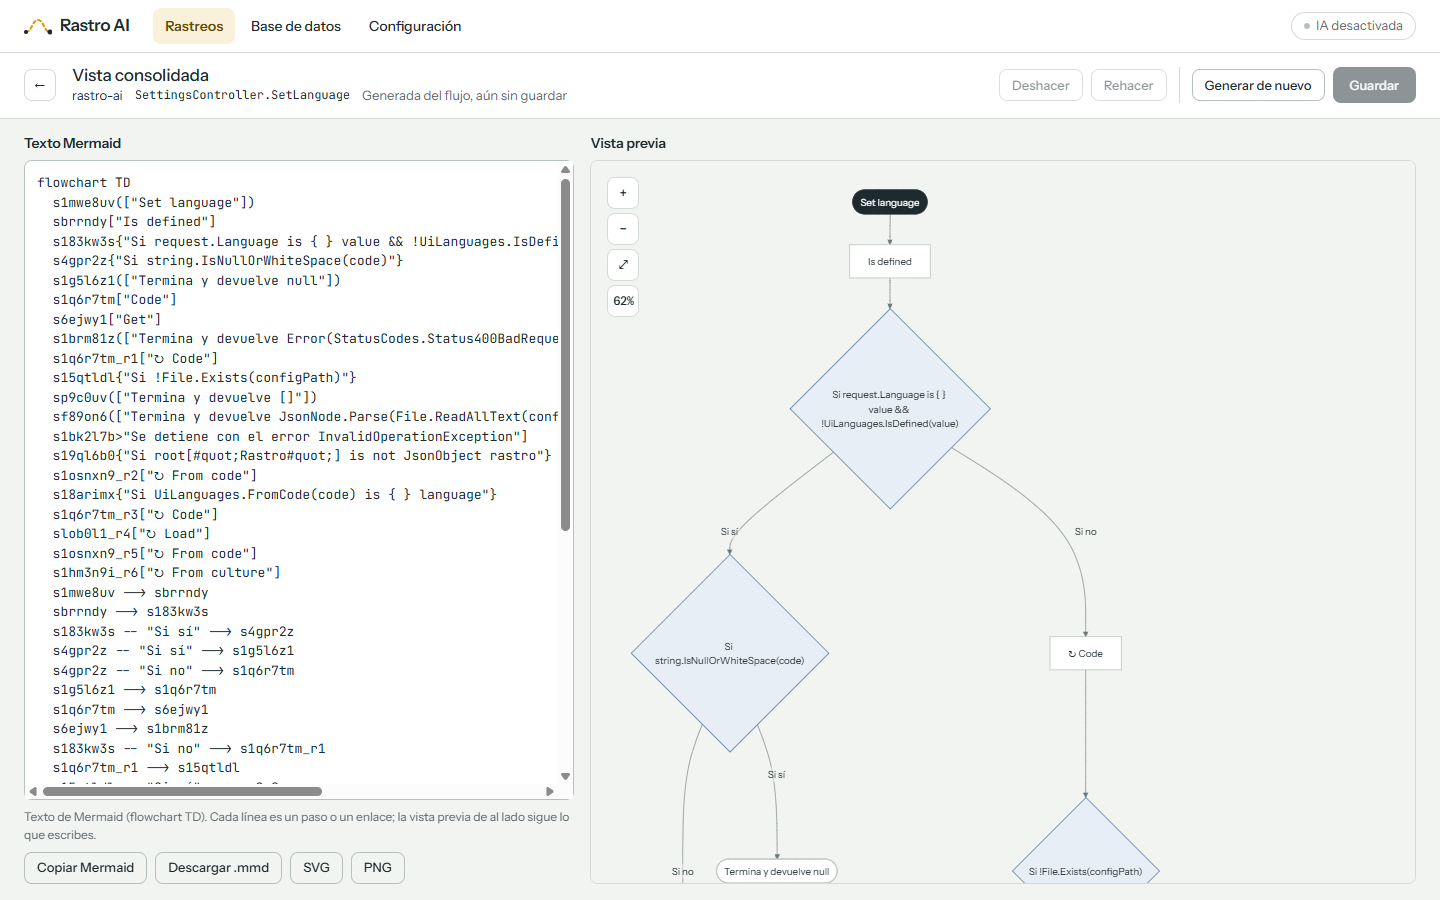 Rastro AI
Rastreos
Base de datos
Configuración
IA desactivada
←
Vista consolidada
rastro-ai SettingsController.SetLanguage Generada del flujo, aún sin guardar
Deshacer
Rehacer
Generar de nuevo
Guardar
Texto Mermaid
flowchart TD
s1mwe8uv(["Set language"])
sbrrndy["Is defined"]
s183kw3s{"Si request.Language is { } value && !UiLanguages.IsDefi
s4gpr2z{"Si string.IsNullOrWhiteSpace(code)"}
s1g5l6z1(["Termina y devuelve null"])
s1q6r7tm["Code"]
s6ejwy1["Get"]
s1brm81z(["Termina y devuelve Error(StatusCodes.Status400BadReque
s1q6r7tm_r1["↻ Code"]
s15qtldl{"Si !File.Exists(configPath)"}
sp9c0uv(["Termina y devuelve []"])
sf89on6(["Termina y devuelve JsonNode.Parse(File.ReadAllText(conf
s1bk2l7b>"Se detiene con el error InvalidOperationException"]
s19ql6b0{"Si root[#quot;Rastro#quot;] is not JsonObject rastro"}
s1osnxn9_r2["↻ From code"]
s18arimx{"Si UiLanguages.FromCode(code) is { } language"}
s1q6r7tm_r3["↻ Code"]
slob0l1_r4["↻ Load"]
s1osnxn9_r5["↻ From code"]
s1hm3n9i_r6["↻ From culture"]
s1mwe8uv --> sbrrndy
sbrrndy --> s183kw3s
s183kw3s -- "Si sí" --> s4gpr2z
s4gpr2z -- "Si sí" --> s1g5l6z1
s4gpr2z -- "Si no" --> s1q6r7tm
s1g5l6z1 --> s1q6r7tm
s1q6r7tm --> s6ejwy1
s6ejwy1 --> s1brm81z
s183kw3s -- "Si no" --> s1q6r7tm_r1
s1q6r7tm_r1 --> s15qtldl
Texto de Mermaid (flowchart TD). Cada línea es un paso o un enlace; la vista previa de al lado sigue lo
que escribes.
Copiar Mermaid
Descargar .mmd
SVG
PNG
Vista previa
+
−
⤢
62%
Set language
Is defined
Si request.Language is { }
value &&
!UiLanguages.IsDefined(value)
Si sí
Si no
Si
string.IsNullOrWhiteSpace(code)
↻ Code
Si sí
Si no
Termina y devuelve null
Si !File.Exists(configPath)